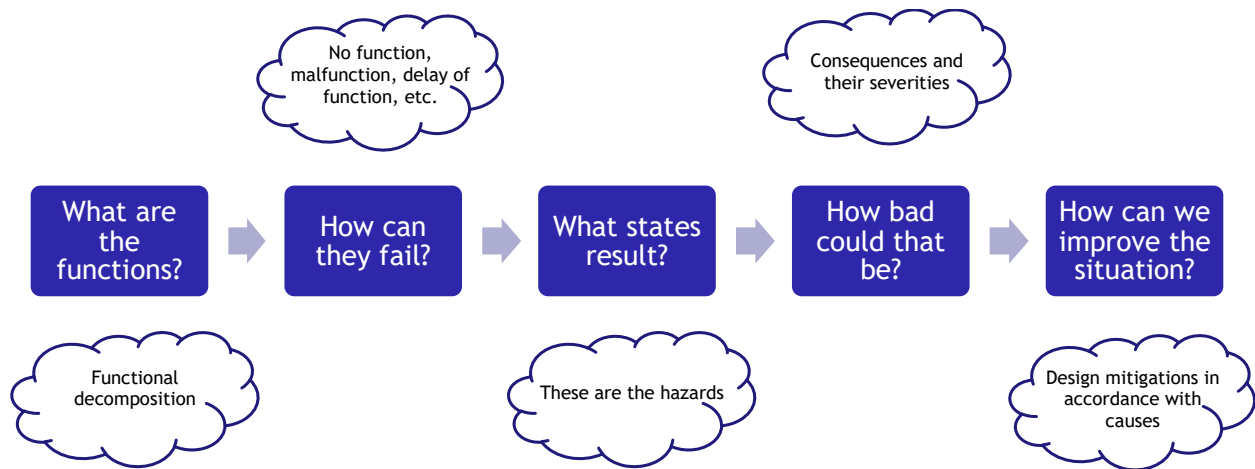 No function,
malfunction, delay of
function, etc.
Consequences and
their severities
What are
the
functions?
How can
they fail?
What states
result?
How bad
could that
be?
How can we
improve the
situation?
Functional
decomposition
These are the hazards
Design mitigations in
accordance with
causes